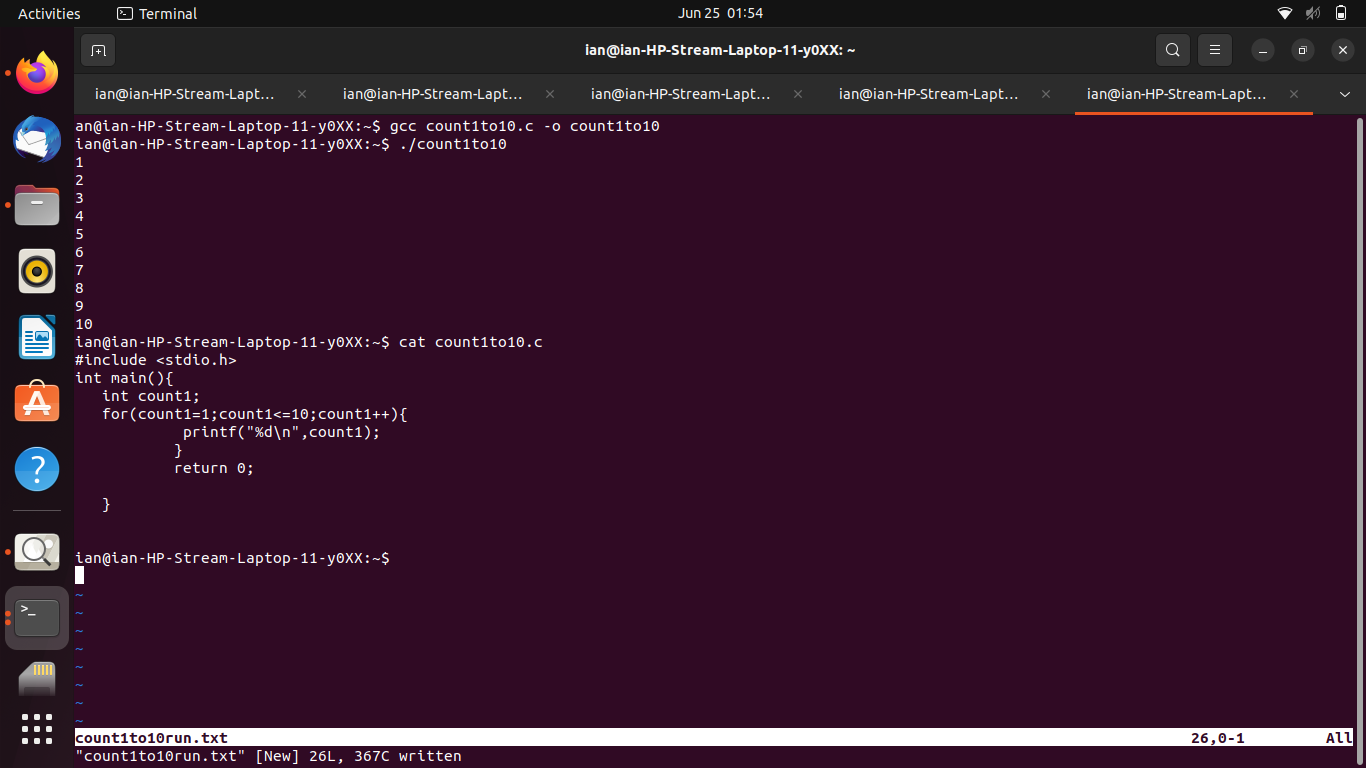 Activities Terminal Jun 25 01:54
ian@ian-HP-Stream-Laptop-11-y0XX: ~
ian@ian-HP-Stream-Lapt... ian@ian-HP-Stream-Lapt... ian@ian-HP-Stream-Lapt... ian@ian-HP-Stream-Lapt... ian@ian-HP-Stream-Lapt...
an@ian-HP-Stream-Laptop-11-y0XX:~$ gcc count1to10.c -o count1to10
ian@ian-HP-Stream-Laptop-11-y0XX:~$ ./count1to10
1
2
3
4
5
6
7
8
9
10
ian@ian-HP-Stream-Laptop-11-y0XX:~$ cat count1to10.c
#include <stdio.h>
int main(){
   int count1;
   for(count1=1;count1<=10;count1++){
            printf("%d\n",count1);
           }
           return 0;

   }


ian@ian-HP-Stream-Laptop-11-y0XX:~$

~
~
~
~
~
~
~
~
count1to10run.txt 26,0-1 All
"count1to10run.txt" [New] 26L, 367C written